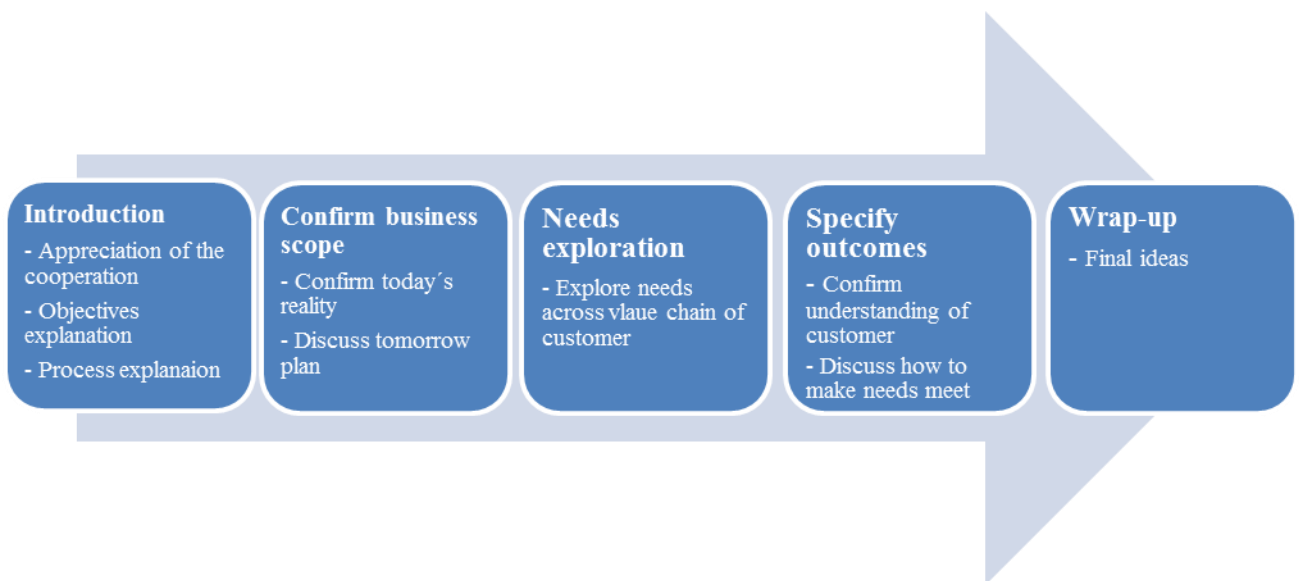 Introduction
- Appreciation of the
cooperation
- Objectives
explanation
- Process explanaion
Confirm business
scope
- Confirm today´s
reality
- Discuss tomorrow
plan
Needs
exploration
- Explore needs
across vlaue chain of
customer
Specify
outcomes
- Confirm
understanding of
customer
- Discuss how to
make needs meet
Wrap-up
- Final ideas